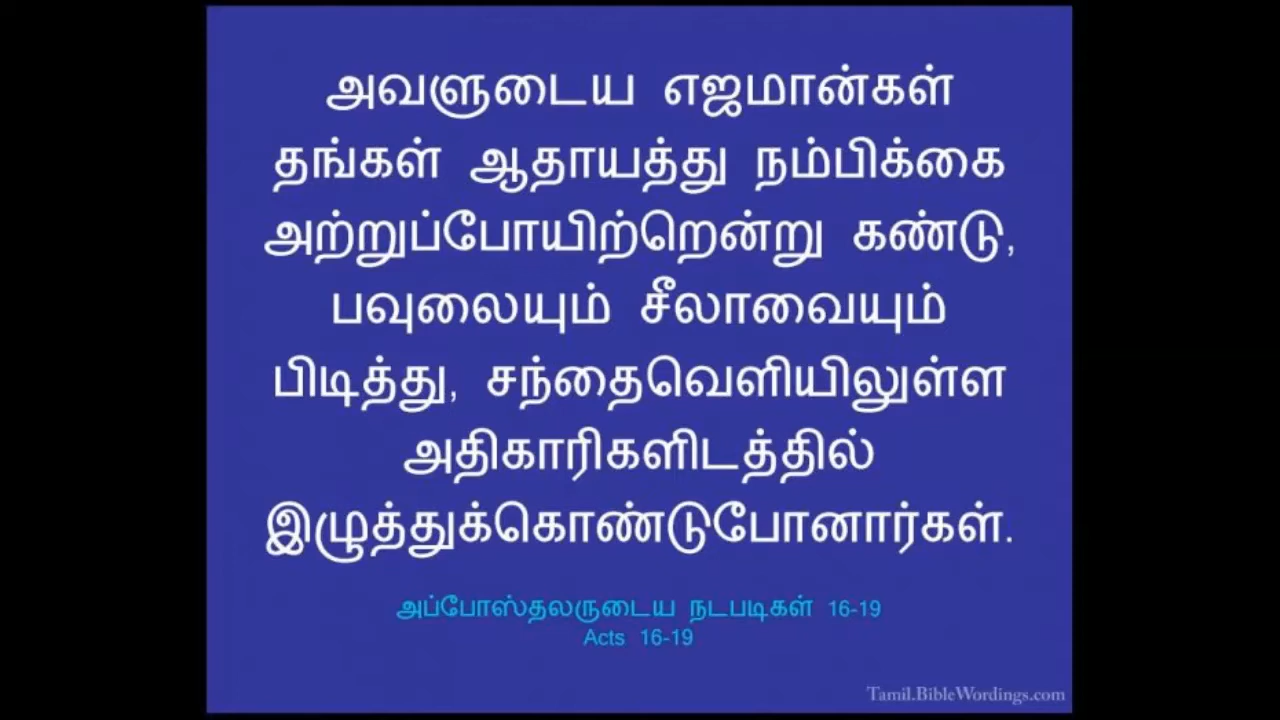 அவளுடைய எஜமான்கள்
தங்கள் ஆதாயத்து நம்பிக்கை
அற்றுப்போயிற்றென்று கண்டு,
பவுலையும் சீலாவையும்
பிடித்து, சந்தைவெளியிலுள்ள
அதிகாரிகளிடத்தில்
இழுத்துக்கொண்டுபோனார்கள்.
அப்போஸ்தலருடைய நடபடிகள் 16-19
Acts 16-19
Tamil.BibleWordings.com